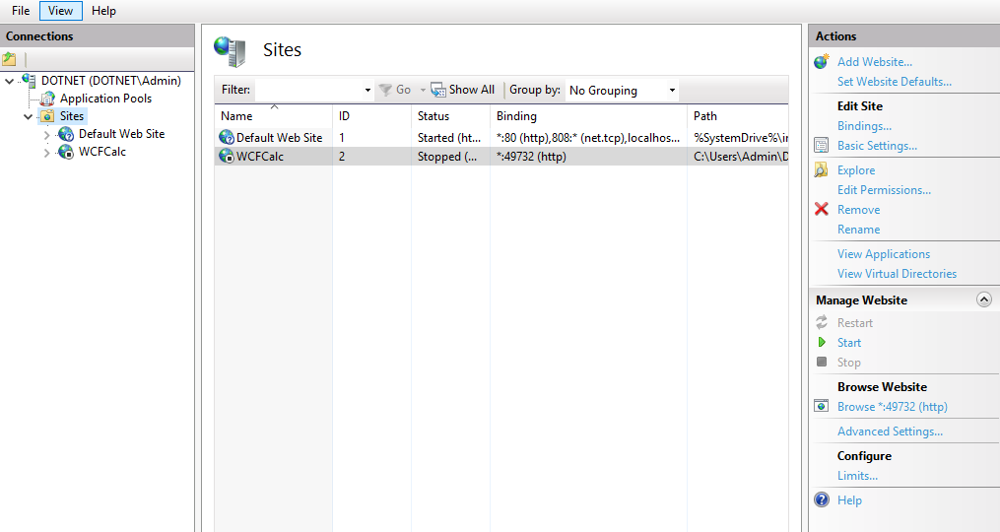 File View Help
Connections
DOTNET (DOTNET\Admin)
Application Pools
Sites
Default Web Site
WCFCalc
Sites
Filter: Go Show All Group by: No Grouping
Name ID Status Binding Path
Default Web Site 1 Started (ht... *:80 (http),808:* (net.tcp),localhos... %SystemDrive%\i
WCFCalc 2 Stopped (... *:49732 (http) C:\Users\Admin\D
Actions
Add Website...
Set Website Defaults...
Edit Site
Bindings...
Basic Settings...
Explore
Edit Permissions...
Remove
Rename
View Applications
View Virtual Directories
Manage Website
Restart
Start
Stop
Browse Website
Browse *:49732 (http)
Advanced Settings...
Configure
Limits...
Help